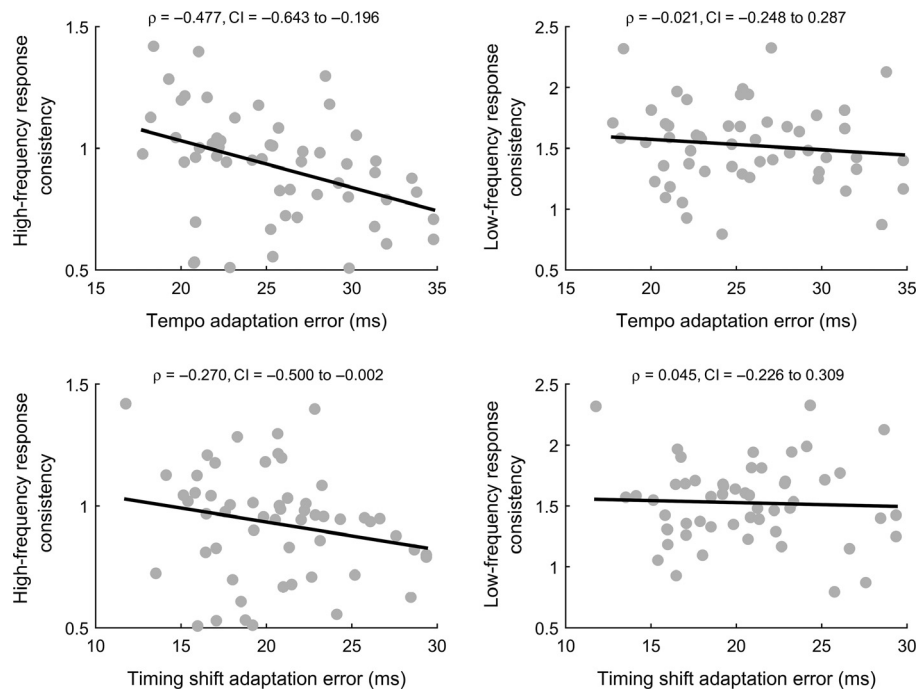 ρ = –0.477, CI = –0.643 to –0.196
1.5
1
0.5
High-frequency response
consistency
15
20
25
30
35
Tempo adaptation error (ms)
ρ = –0.021, CI = –0.248 to 0.287
2.5
2
1.5
1
0.5
Low-frequency response
consistency
15
20
25
30
35
Tempo adaptation error (ms)
ρ = –0.270, CI = –0.500 to –0.002
1.5
1
0.5
High-frequency response
consistency
10
15
20
25
30
Timing shift adaptation error (ms)
ρ = 0.045, CI = –0.226 to 0.309
2.5
2
1.5
1
0.5
Low-frequency response
consistency
10
15
20
25
30
Timing shift adaptation error (ms)